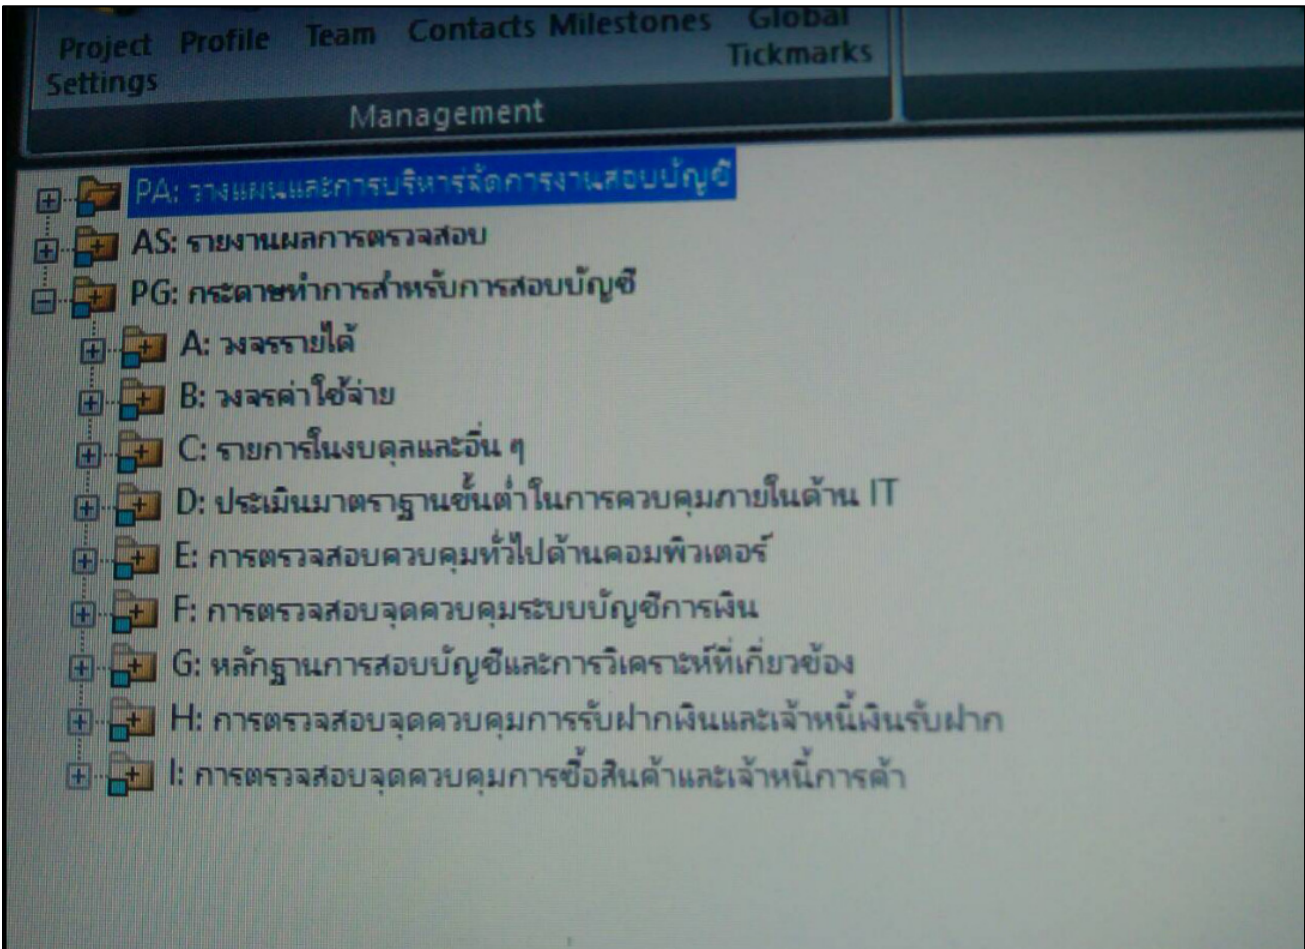 Project Settings
Profile
Team
Contacts
Milestones
Global Tickmarks
Management
PA: วางแผนและการบริหารจัดการงานสอบบัญชี
AS: รายงานผลการตรวจสอบ
PG: กระดาษทำการสำหรับการสอบบัญชี
A: วงจรรายได้
B: วงจรค่าใช้จ่าย
C: รายการในงบดุลและอื่น ๆ
D: ประเมินมาตราฐานขั้นต่ำในการควบคุมภายในด้าน IT
E: การตรวจสอบควบคุมทั่วไปด้านคอมพิวเตอร์
F: การตรวจสอบจุดควบคุมระบบบัญชีการเงิน
G: หลักฐานการสอบบัญชีและการวิเคราะห์ที่เกี่ยวข้อง
H: การตรวจสอบจุดควบคุมการรับฝากเงินและเจ้าหนี้เงินรับฝาก
I: การตรวจสอบจุดควบคุมการซื้อสินค้าและเจ้าหนี้การค้า